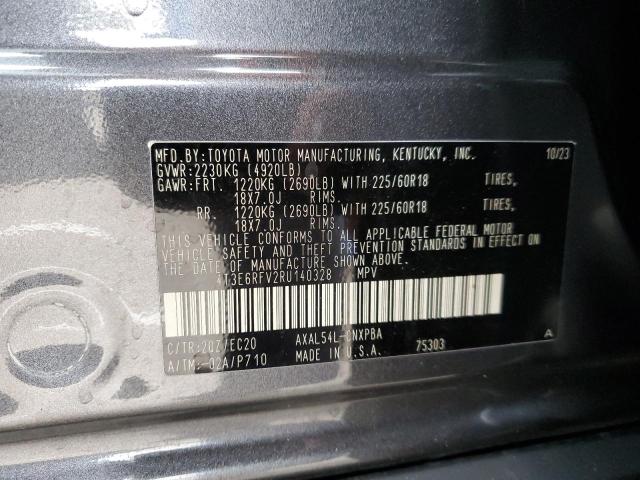 MFD.BY:TOYOTA MOTOR MANUFACTURING, KENTUCKY, INC. 10/23
GVWR:2230KG (4920LB)
GAWR:FRT. 1220KG (2690LB) WITH 225/60R18 TIRES,
18X7.0J RIMS.
RR. 1220KG (2690LB) WITH 225/60R18 TIRES,
18X7.0J RIMS.
THIS VEHICLE CONFORMS TO ALL APPLICABLE FEDERAL MOTOR
VEHICLE SAFETY AND THEFT PREVENTION STANDARDS IN EFFECT ON
THE DATE OF MANUFACTURE SHOWN ABOVE.
4T3E6RFV2RU140328 MPV
C/TR:20Z/EC20 AXAL54L-CNXPBA A
A/TM:-02A/P710 MADE IN U.S.A. 75303